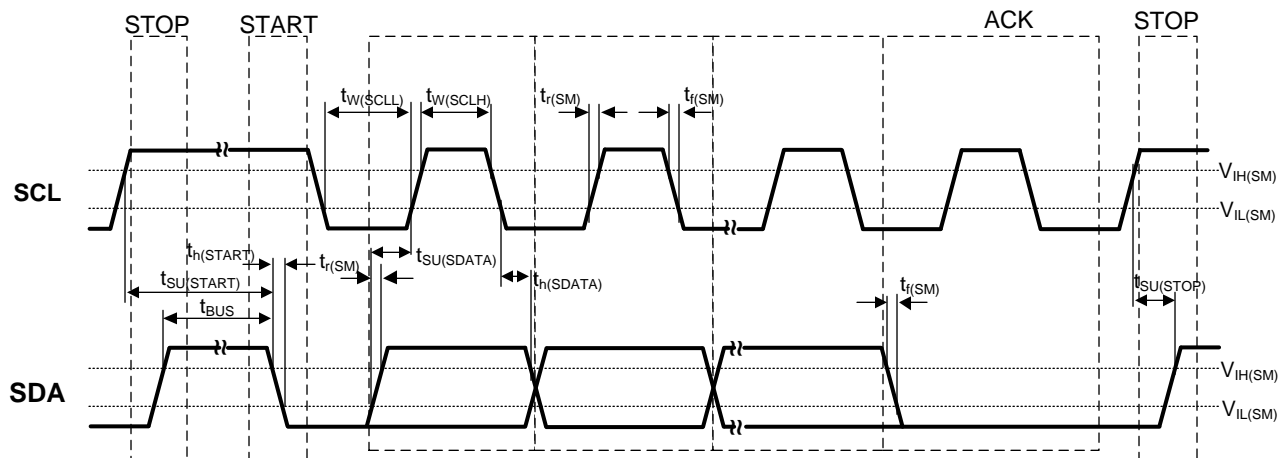 STOP START ACK STOP
tW(SCLL) tW(SCLH) tr(SM) tf(SM)
SCL
VIH(SM)
VIL(SM)
th(START)
tr(SM) tSU(SDATA)
tSU(START) th(SDATA) tf(SM) tSU(STOP)
tBUS
SDA
VIH(SM)
VIL(SM)